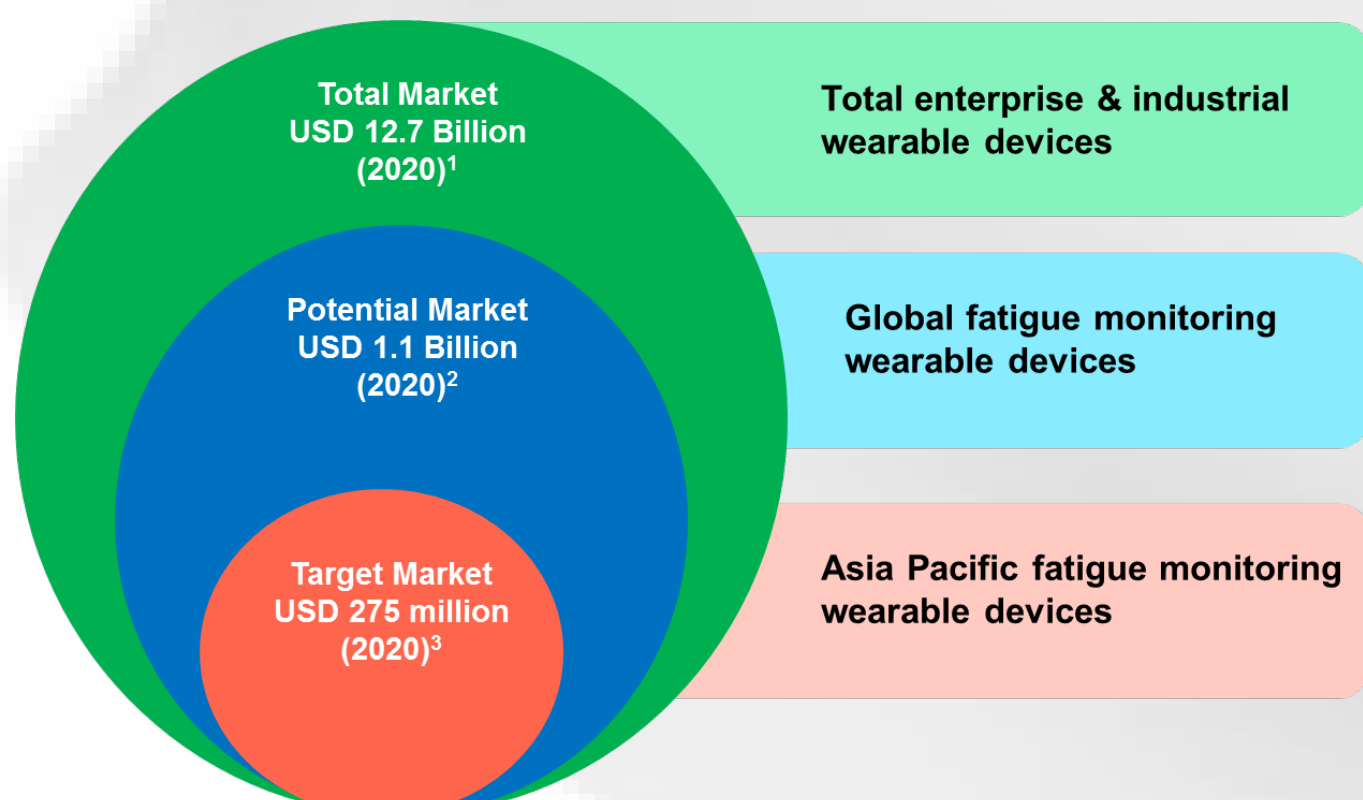 Total Market
USD 12.7 Billion
(2020)¹
Total enterprise & industrial
wearable devices
Potential Market
USD 1.1 Billion
(2020)²
Global fatigue monitoring
wearable devices
Target Market
USD 275 million
(2020)³
Asia Pacific fatigue monitoring
wearable devices